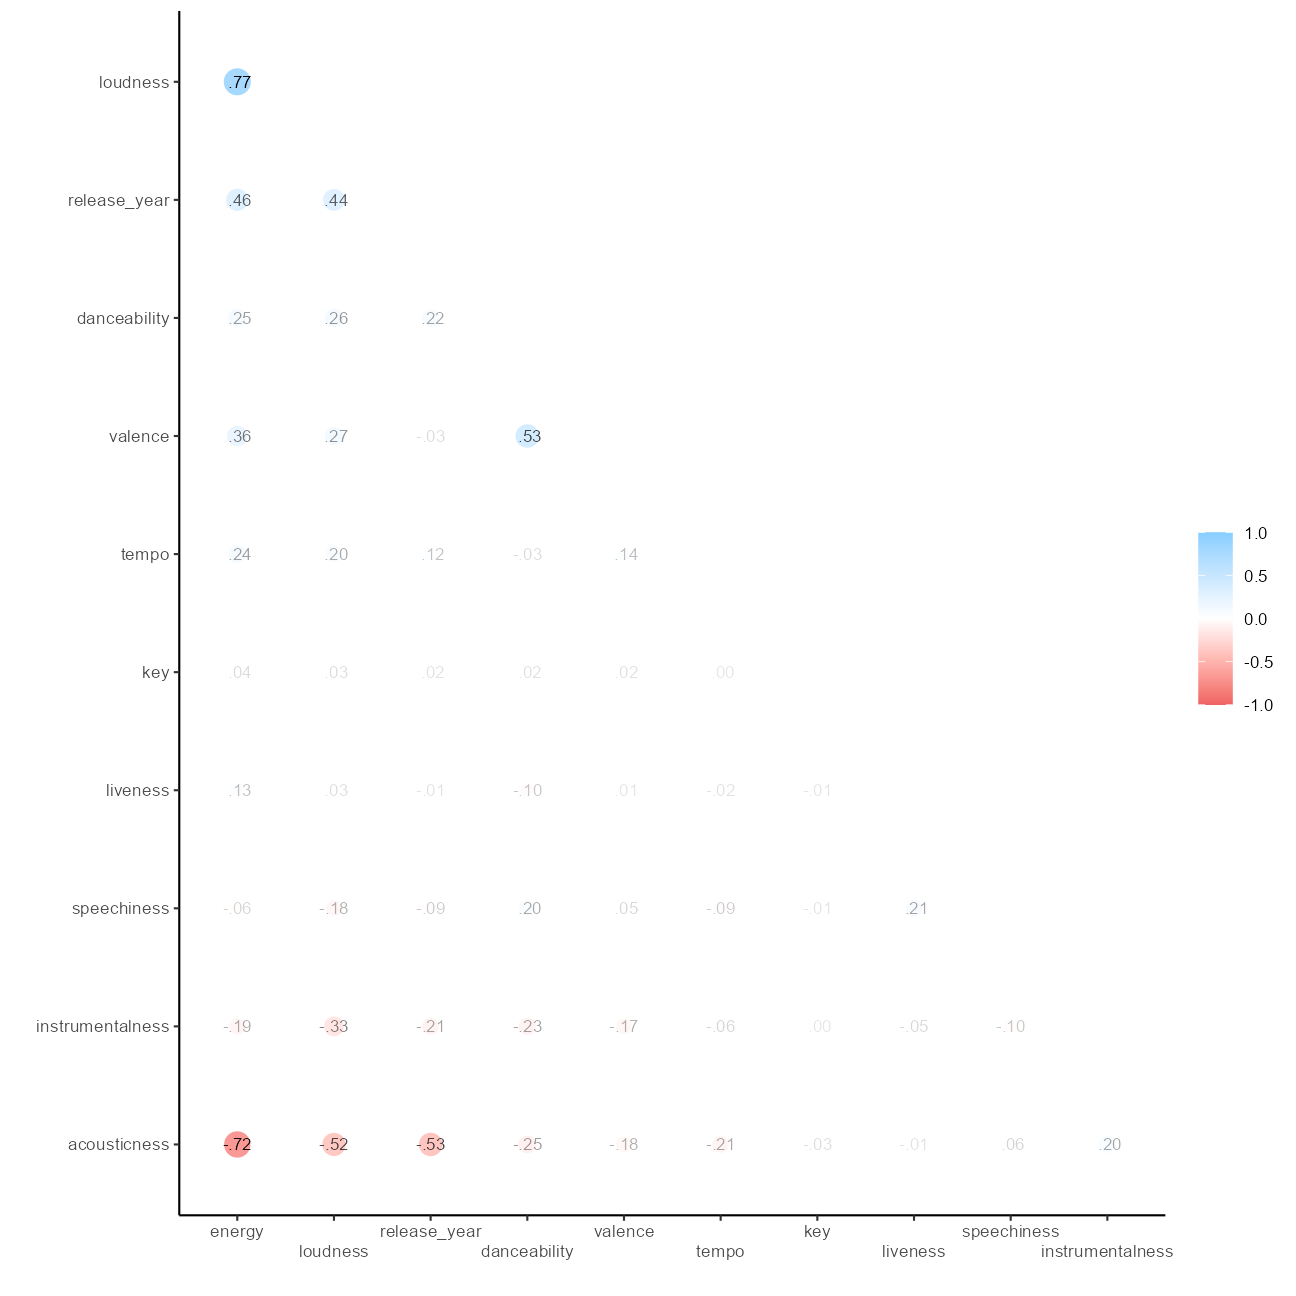 loudness .77
release_year .46 .44
danceability .25 .26 .22
valence .36 .27 -.03 .53
1.0
tempo .24 .20 .12 -.03 .14
0.5
0.0
key .04 .03 .02 .02 .02 .00
-0.5
-1.0
liveness .13 .03 -.01 -.10 .01 -.02 -.01
speechiness -.06 -.18 -.09 .20 .05 -.09 -.01 .21
instrumentalness -.19 -.33 -.21 -.23 -.17 -.06 .00 -.05 -.10
acousticness -.72 -.52 -.53 -.25 -.18 -.21 -.03 -.01 .06 .20
energy release_year valence key speechiness
loudness danceability tempo liveness instrumentalness